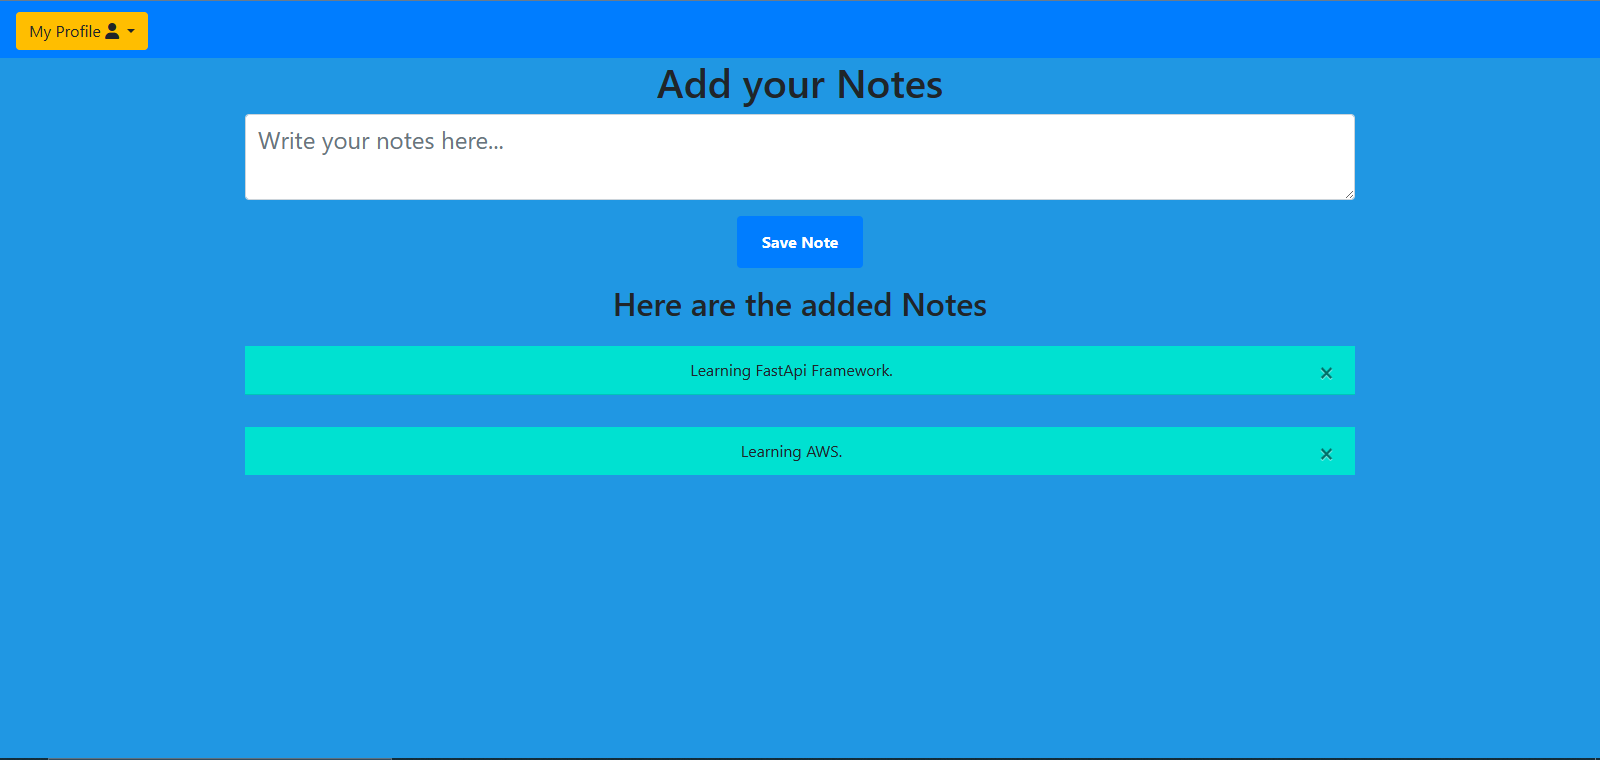 My Profile
Add your Notes
Write your notes here...
Save Note
Here are the added Notes
Learning FastApi Framework.
×
Learning AWS.
×